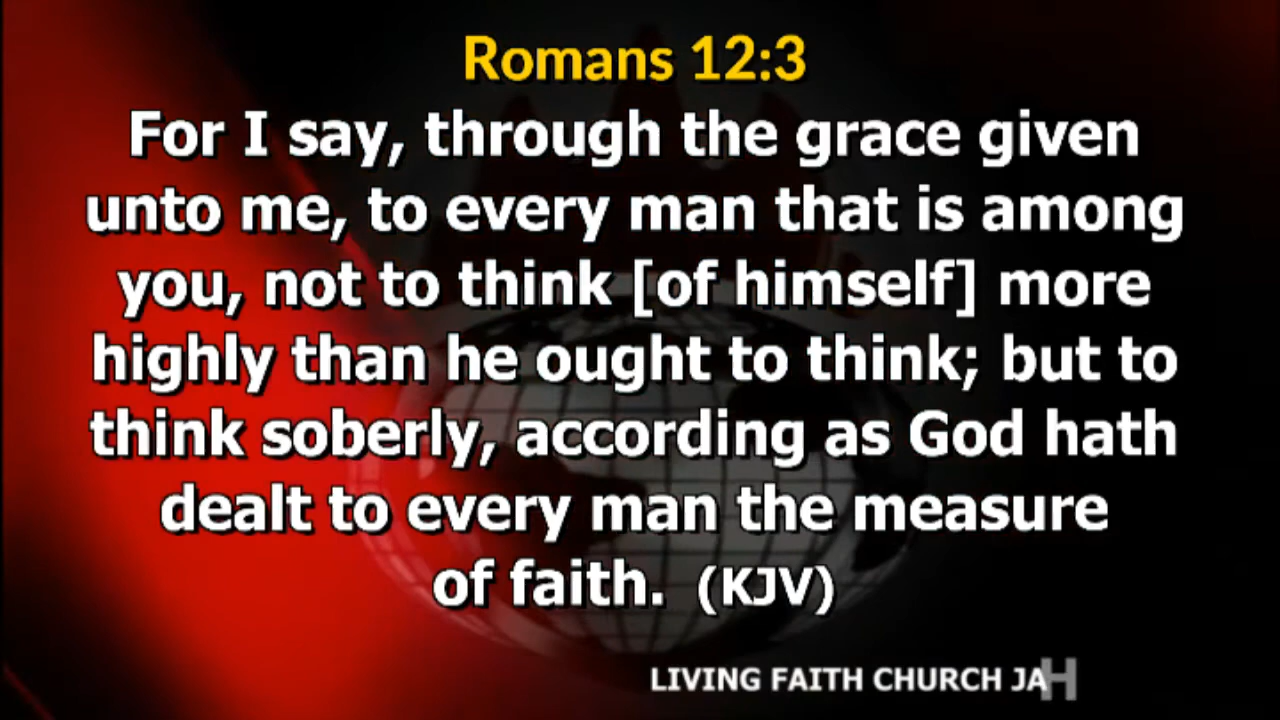 Romans 12:3
For I say, through the grace given
unto me, to every man that is among
you, not to think [of himself] more
highly than he ought to think; but to
think soberly, according as God hath
dealt to every man the measure
of faith. (KJV)
LIVING FAITH CHURCH JAH